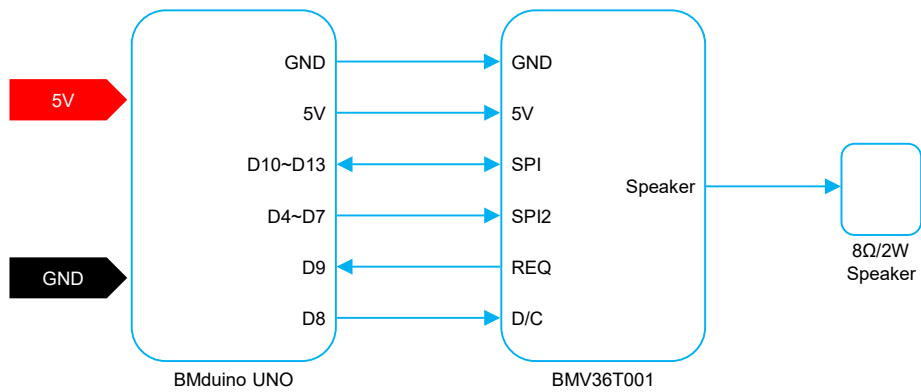 5V
GND
GND
5V
D10~D13
D4~D7
D9
D8
BMduino UNO
GND
5V
SPI
SPI2
REQ
D/C
Speaker
BMV36T001
8Ω/2W
Speaker